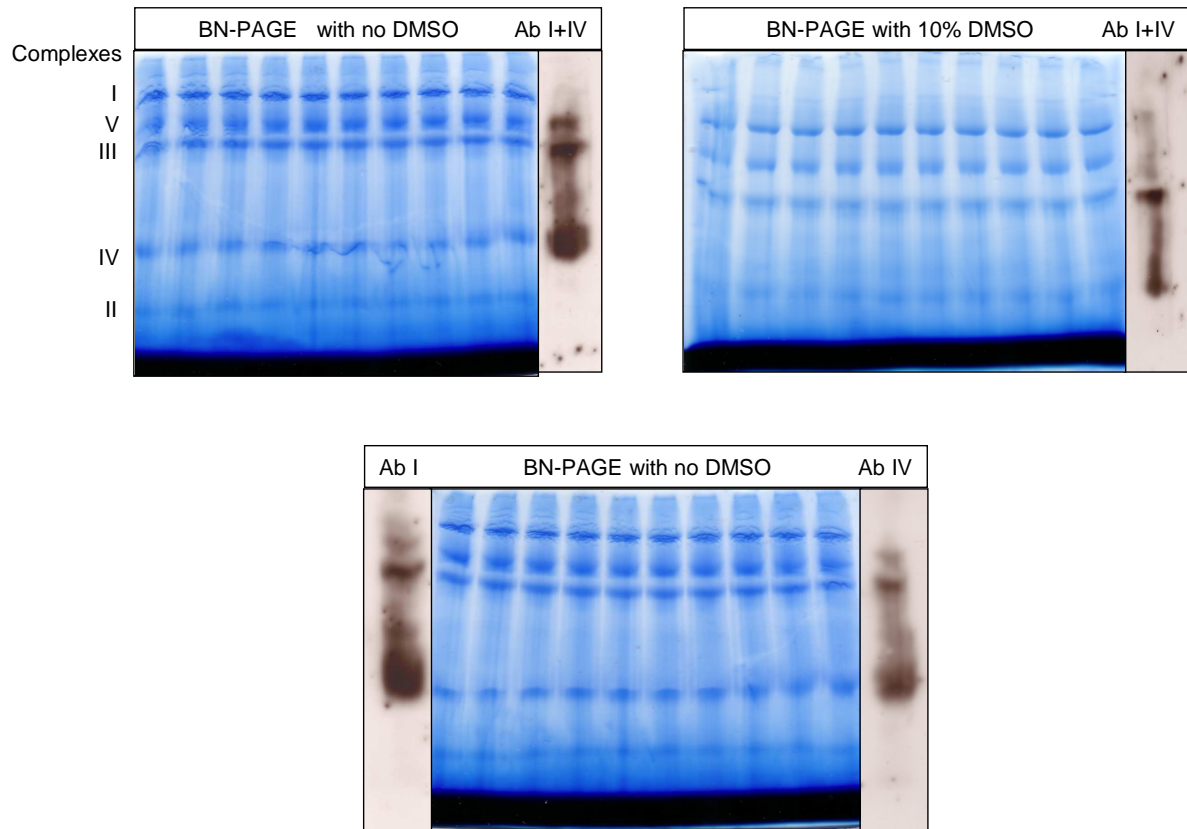 BN-PAGE with no DMSO Ab I+IV
BN-PAGE with 10% DMSO Ab I+IV
Complexes
I
V
III
IV
II
Ab I BN-PAGE with no DMSO Ab IV